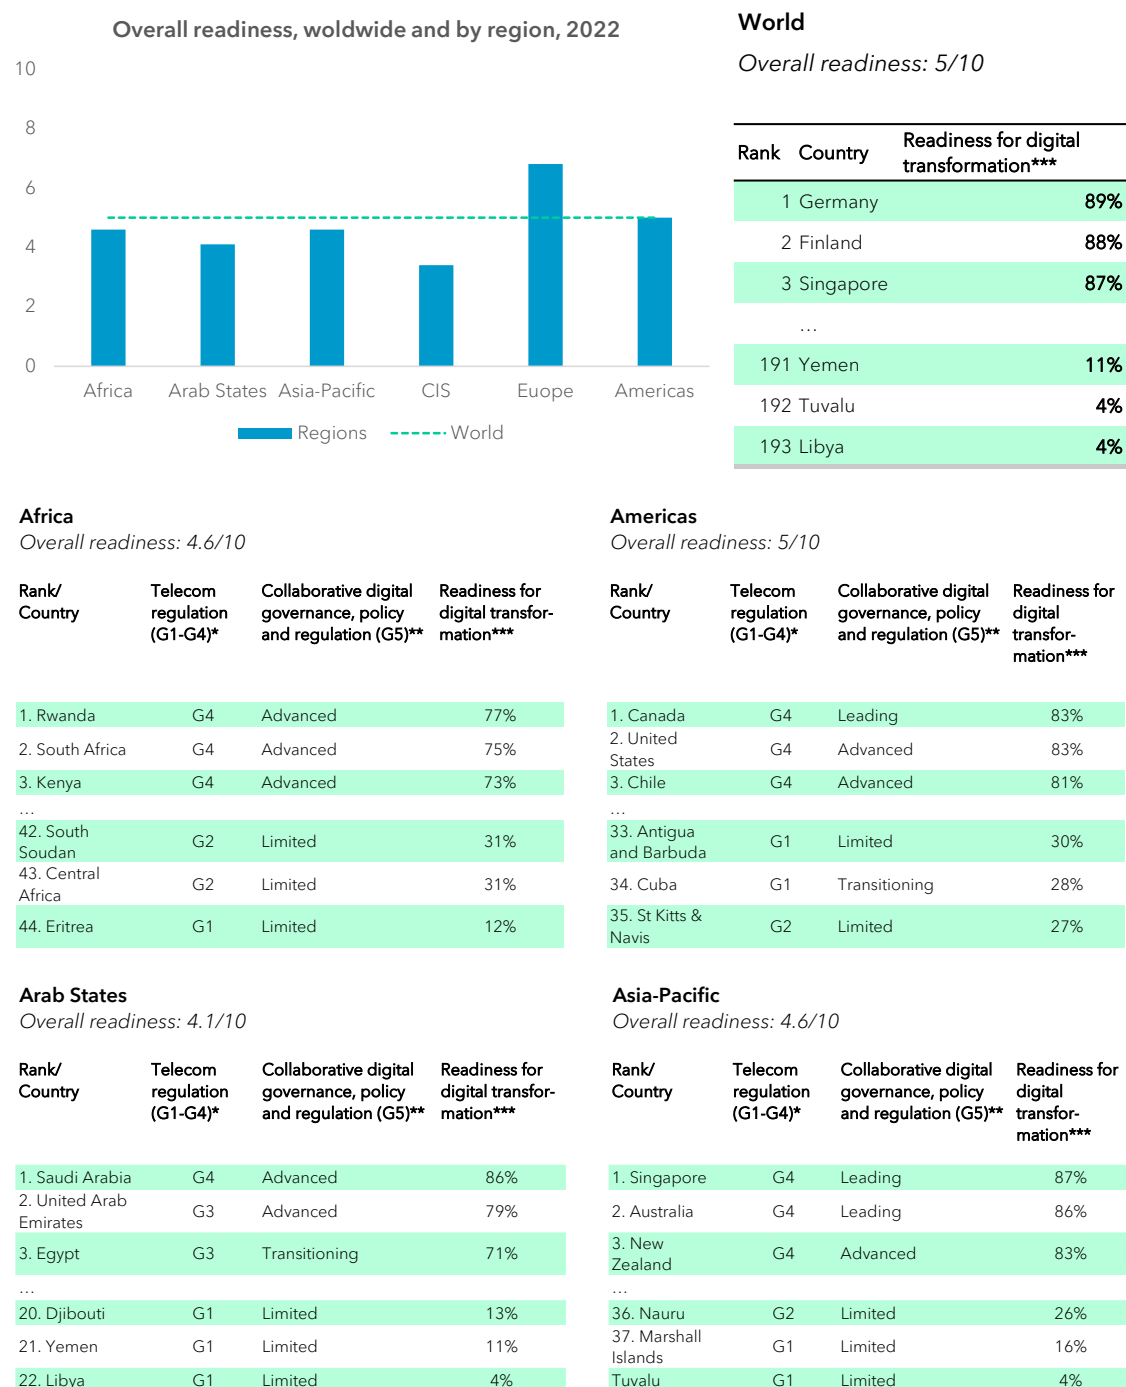 Overall readiness, woldwide and by region, 2022
10
8
6
4
2
0
Africa Arab States Asia-Pacific CIS Euope Americas
Regions World
World
Overall readiness: 5/10
Rank Country Readiness for digital
transformation***
1 Germany 89%
2 Finland 88%
3 Singapore 87%
…
191 Yemen 11%
192 Tuvalu 4%
193 Libya 4%
Africa
Overall readiness: 4.6/10
Rank/ Telecom Collaborative digital Readiness for
Country regulation governance, policy digital transfor-
(G1-G4)* and regulation (G5)** mation***
1. Rwanda G4 Advanced 77%
2. South Africa G4 Advanced 75%
3. Kenya G4 Advanced 73%
…
42. South
Soudan G2 Limited 31%
43. Central
Africa G2 Limited 31%
44. Eritrea G1 Limited 12%
Americas
Overall readiness: 5/10
Rank/ Telecom Collaborative digital Readiness for
Country regulation governance, policy digital
(G1-G4)* and regulation (G5)** transfor-
mation***
1. Canada G4 Leading 83%
2. United
States G4 Advanced 83%
3. Chile G4 Advanced 81%
…
33. Antigua
and Barbuda G1 Limited 30%
34. Cuba G1 Transitioning 28%
35. St Kitts &
Navis G2 Limited 27%
Arab States
Overall readiness: 4.1/10
Rank/ Telecom Collaborative digital Readiness for
Country regulation governance, policy digital transfor-
(G1-G4)* and regulation (G5)** mation***
1. Saudi Arabia G4 Advanced 86%
2. United Arab
Emirates G3 Advanced 79%
3. Egypt G3 Transitioning 71%
…
20. Djibouti G1 Limited 13%
21. Yemen G1 Limited 11%
22. Libya G1 Limited 4%
Asia-Pacific
Overall readiness: 4.6/10
Rank/ Telecom Collaborative digital Readiness for
Country regulation governance, policy digital
(G1-G4)* and regulation (G5)** transfor-
mation***
1. Singapore G4 Leading 87%
2. Australia G4 Leading 86%
3. New
Zealand G4 Advanced 83%
…
36. Nauru G2 Limited 26%
37. Marshall
Islands G1 Limited 16%
Tuvalu G1 Limited 4%